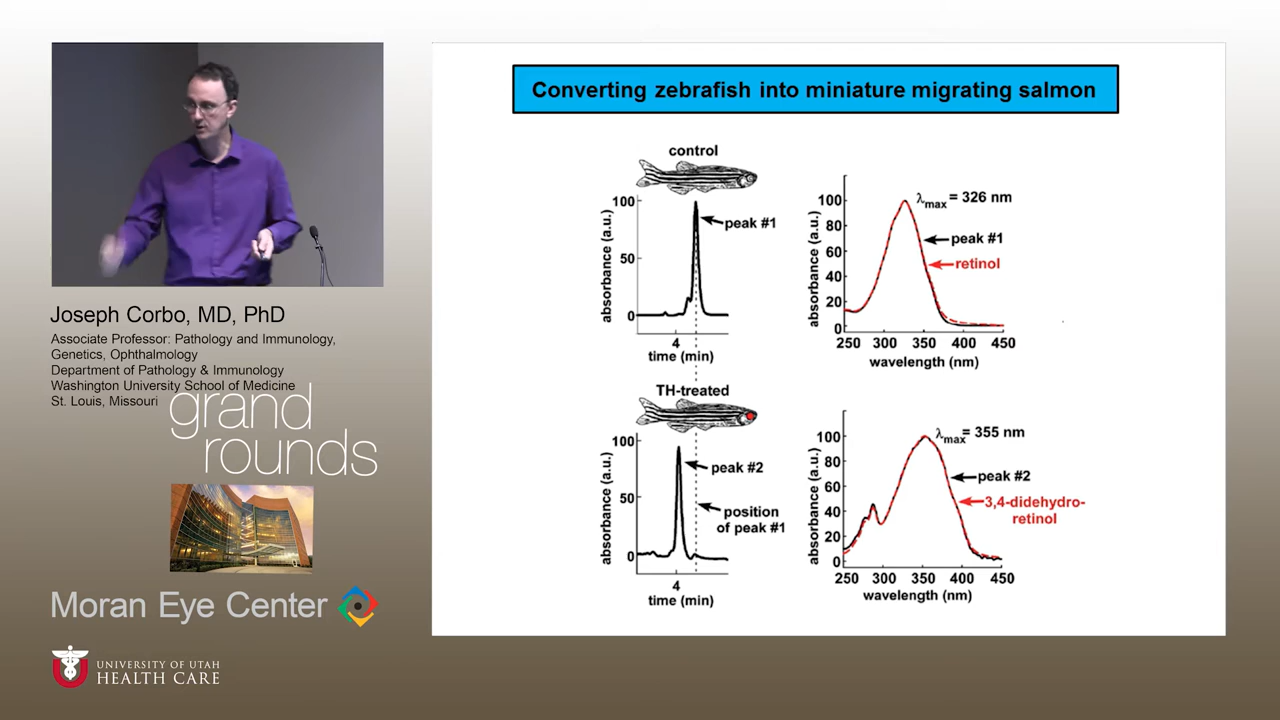 Converting zebrafish into miniature migrating salmon
control
100
50
0
absorbance (a.u.)
peak #1
4
time (min)
100
80
60
40
20
0
absorbance (a.u.)
λmax = 326 nm
peak #1
retinol
250 300 350 400 450
wavelength (nm)
TH-treated
100
50
0
absorbance (a.u.)
peak #2
position
of peak #1
4
time (min)
100
80
60
40
20
0
absorbance (a.u.)
λmax = 355 nm
peak #2
3,4-didehydro-
retinol
250 300 350 400 450
wavelength (nm)
Joseph Corbo, MD, PhD
Associate Professor: Pathology and Immunology,
Genetics, Ophthalmology
Department of Pathology & Immunology
Washington University School of Medicine
St. Louis, Missouri
grand
rounds
Moran Eye Center
U
UNIVERSITY OF UTAH
HEALTH CARE